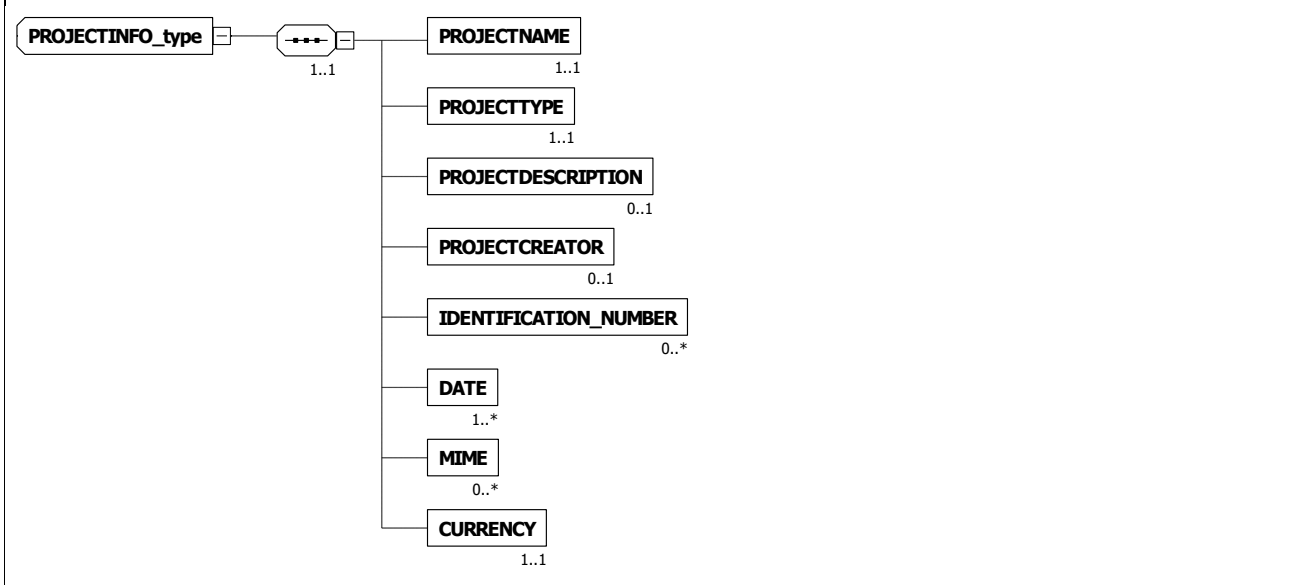 PROJECTINFO_type
1..1
PROJECTNAME
1..1
PROJECTTYPE
1..1
PROJECTDESCRIPTION
0..1
PROJECTCREATOR
0..1
IDENTIFICATION_NUMBER
0..*
DATE
1..*
MIME
0..*
CURRENCY
1..1